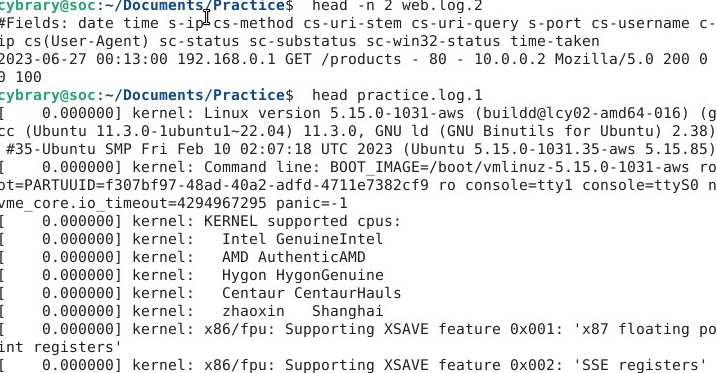 cybrary@soc:~/Documents/Practice$ head -n 2 web.log.2
#Fields: date time s-ip cs-method cs-uri-stem cs-uri-query s-port cs-username c-
ip cs(User-Agent) sc-status sc-substatus sc-win32-status time-taken
2023-06-27 00:13:00 192.168.0.1 GET /products - 80 - 10.0.0.2 Mozilla/5.0 200 0
0 100
cybrary@soc:~/Documents/Practice$ head practice.log.1
[    0.000000] kernel: Linux version 5.15.0-1031-aws (buildd@lcy02-amd64-016) (g
cc (Ubuntu 11.3.0-1ubuntu1~22.04) 11.3.0, GNU ld (GNU Binutils for Ubuntu) 2.38)
 #35-Ubuntu SMP Fri Feb 10 02:07:18 UTC 2023 (Ubuntu 5.15.0-1031.35-aws 5.15.85)
[    0.000000] kernel: Command line: BOOT_IMAGE=/boot/vmlinuz-5.15.0-1031-aws ro
ot=PARTUUID=f307bf97-48ad-40a2-adfd-4711e7382cf9 ro console=tty1 console=ttyS0 n
vme_core.io_timeout=4294967295 panic=-1
[    0.000000] kernel: KERNEL supported cpus:
[    0.000000] kernel:   Intel GenuineIntel
[    0.000000] kernel:   AMD AuthenticAMD
[    0.000000] kernel:   Hygon HygonGenuine
[    0.000000] kernel:   Centaur CentaurHauls
[    0.000000] kernel:   zhaoxin   Shanghai
[    0.000000] kernel: x86/fpu: Supporting XSAVE feature 0x001: 'x87 floating po
int registers'
[    0.000000] kernel: x86/fpu: Supporting XSAVE feature 0x002: 'SSE registers'